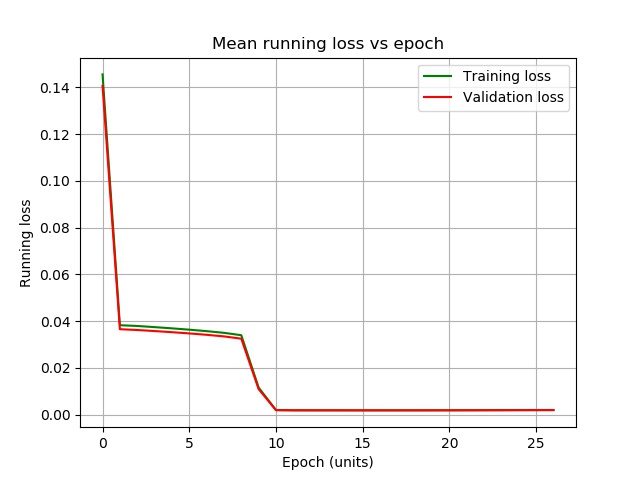 Mean running loss vs epoch
Training loss
Validation loss
0.14
0.12
0.10
0.08
0.06
0.04
0.02
0.00
Running loss
0 5 10 15 20 25
Epoch (units)